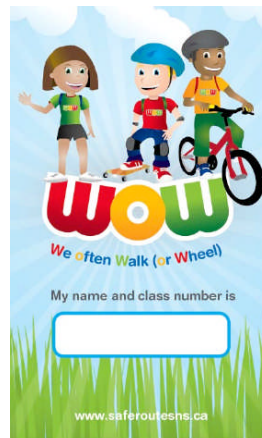 WOW
We often Walk (or Wheel)
My name and class number is
www.saferoutesns.ca